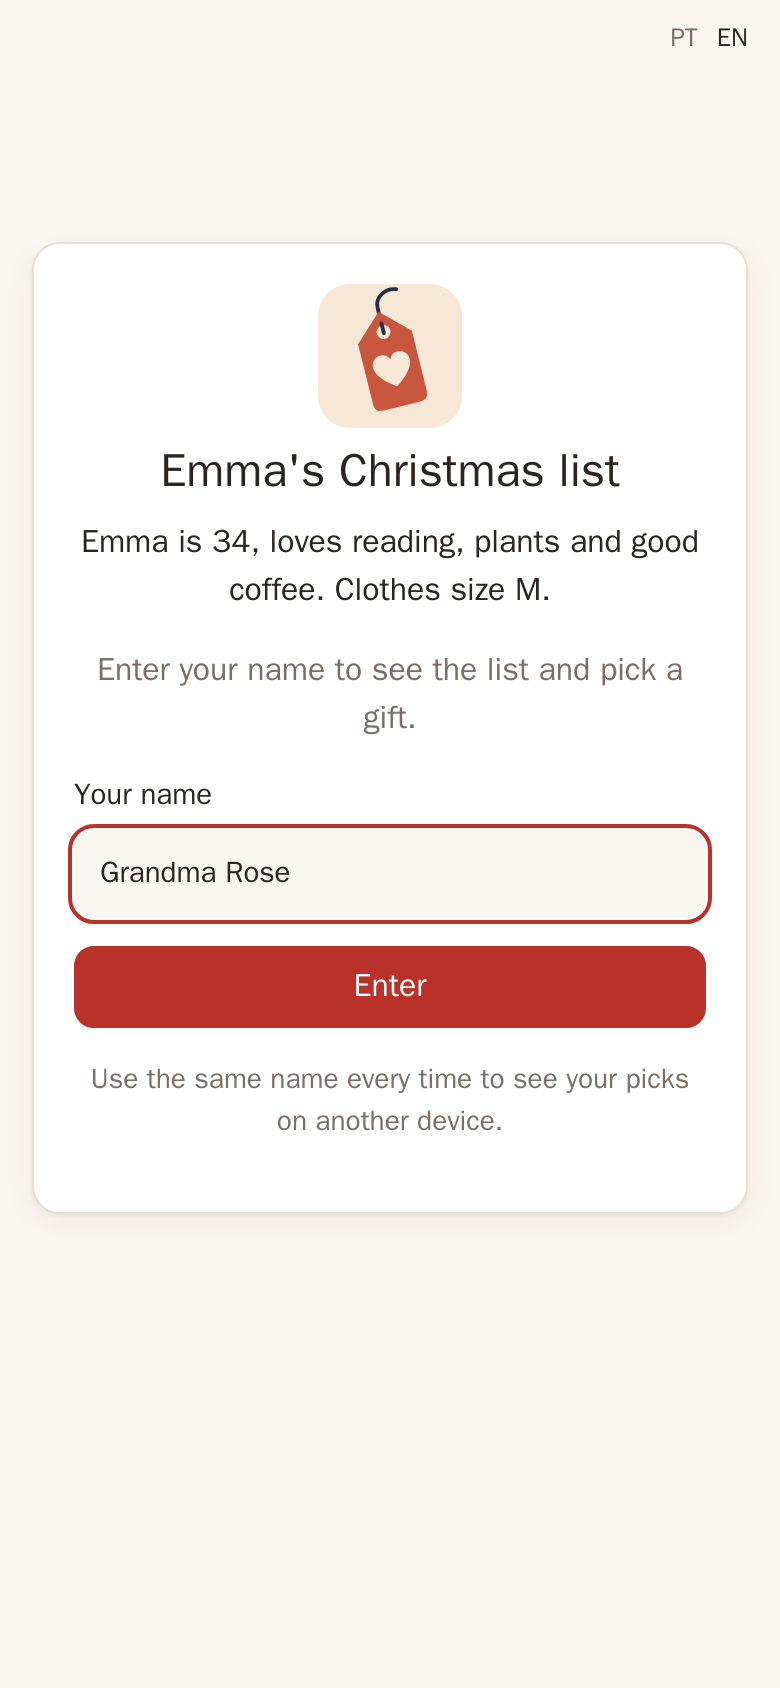 PT EN
Emma's Christmas list
Emma is 34, loves reading, plants and good
coffee. Clothes size M.
Enter your name to see the list and pick a
gift.
Your name
Grandma Rose
Enter
Use the same name every time to see your picks
on another device.